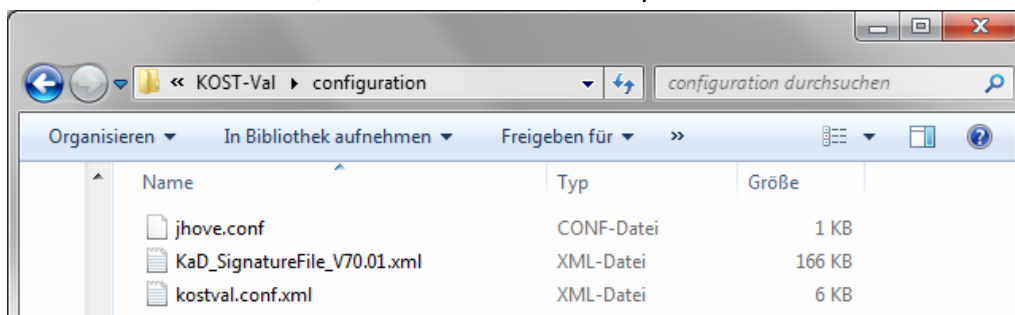 « KOST-Val configuration configuration durchsuchen
Organisieren In Bibliothek aufnehmen Freigeben für »
Name Typ Größe
jhove.conf CONF-Datei 1 KB
KaD_SignatureFile_V70.01.xml XML-Datei 166 KB
kostval.conf.xml XML-Datei 6 KB